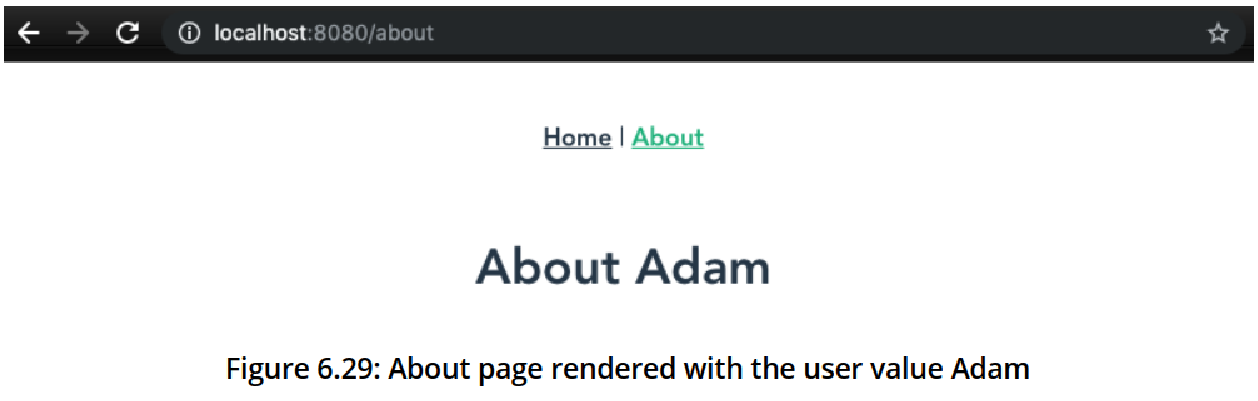 localhost:8080/about
Home | About
About Adam
Figure 6.29: About page rendered with the user value Adam